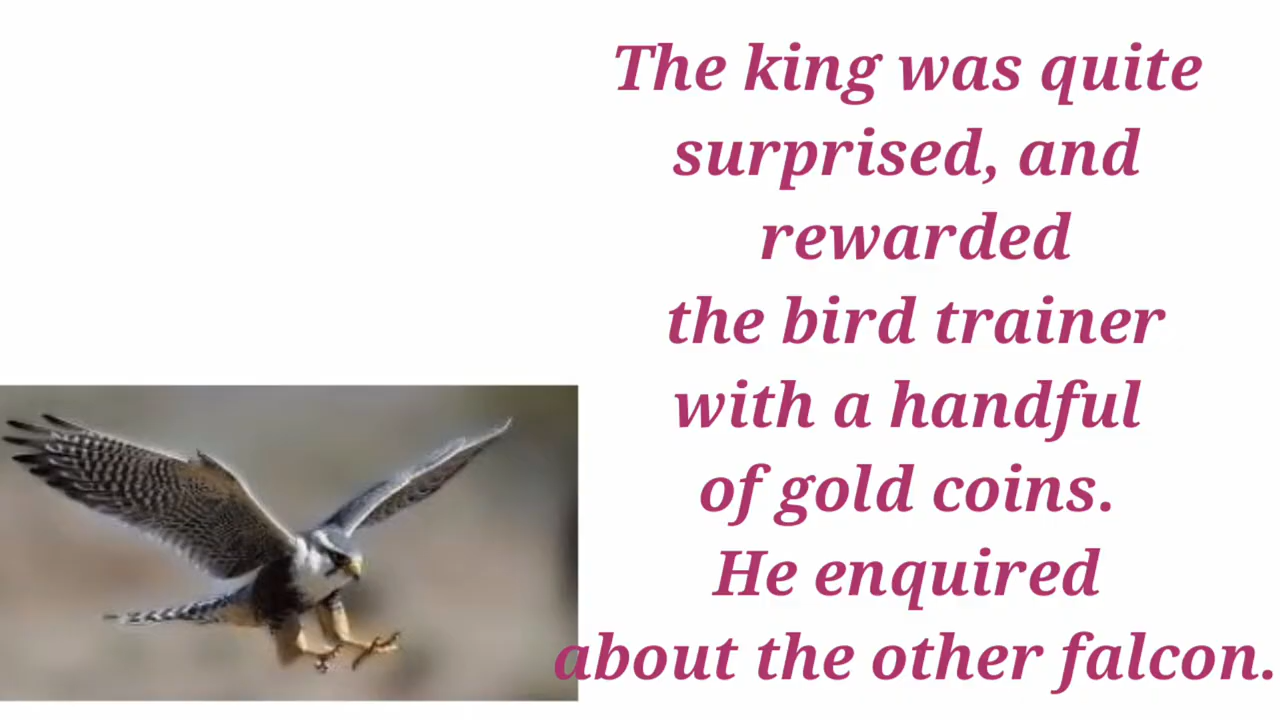 The king was quite
surprised, and
rewarded
the bird trainer
with a handful
of gold coins.
He enquired
about the other falcon.